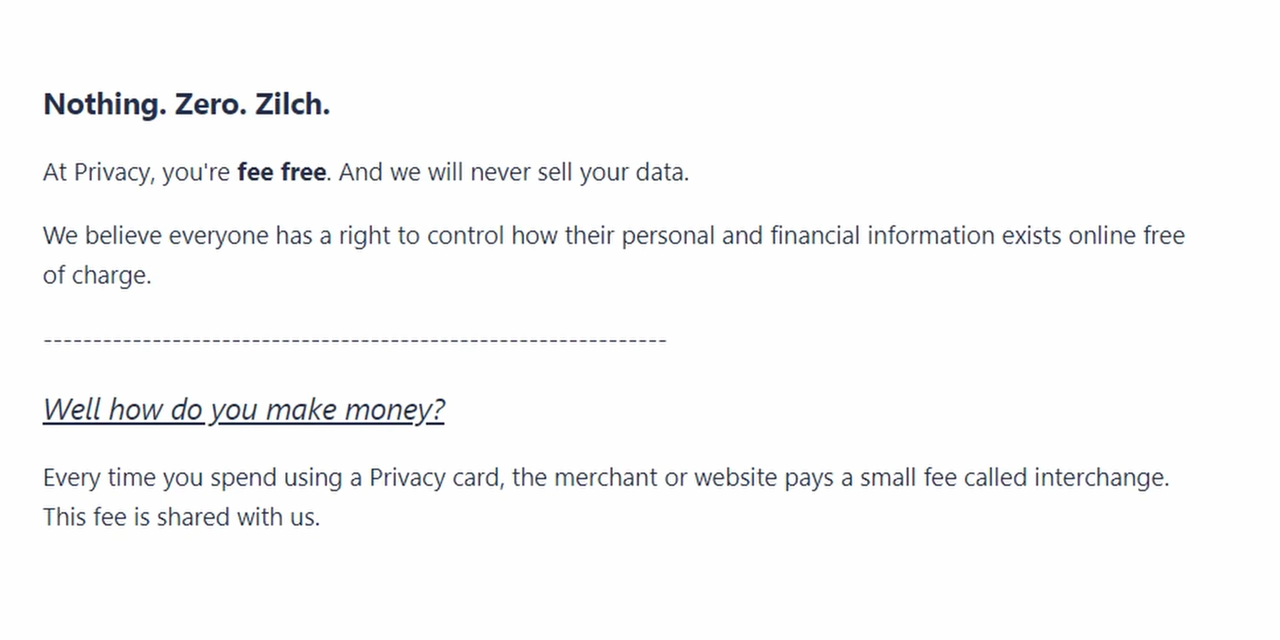 Nothing. Zero. Zilch.
At Privacy, you're fee free. And we will never sell your data.
We believe everyone has a right to control how their personal and financial information exists online free
of charge.
---------------------------------------------------------------
Well how do you make money?
Every time you spend using a Privacy card, the merchant or website pays a small fee called interchange.
This fee is shared with us.